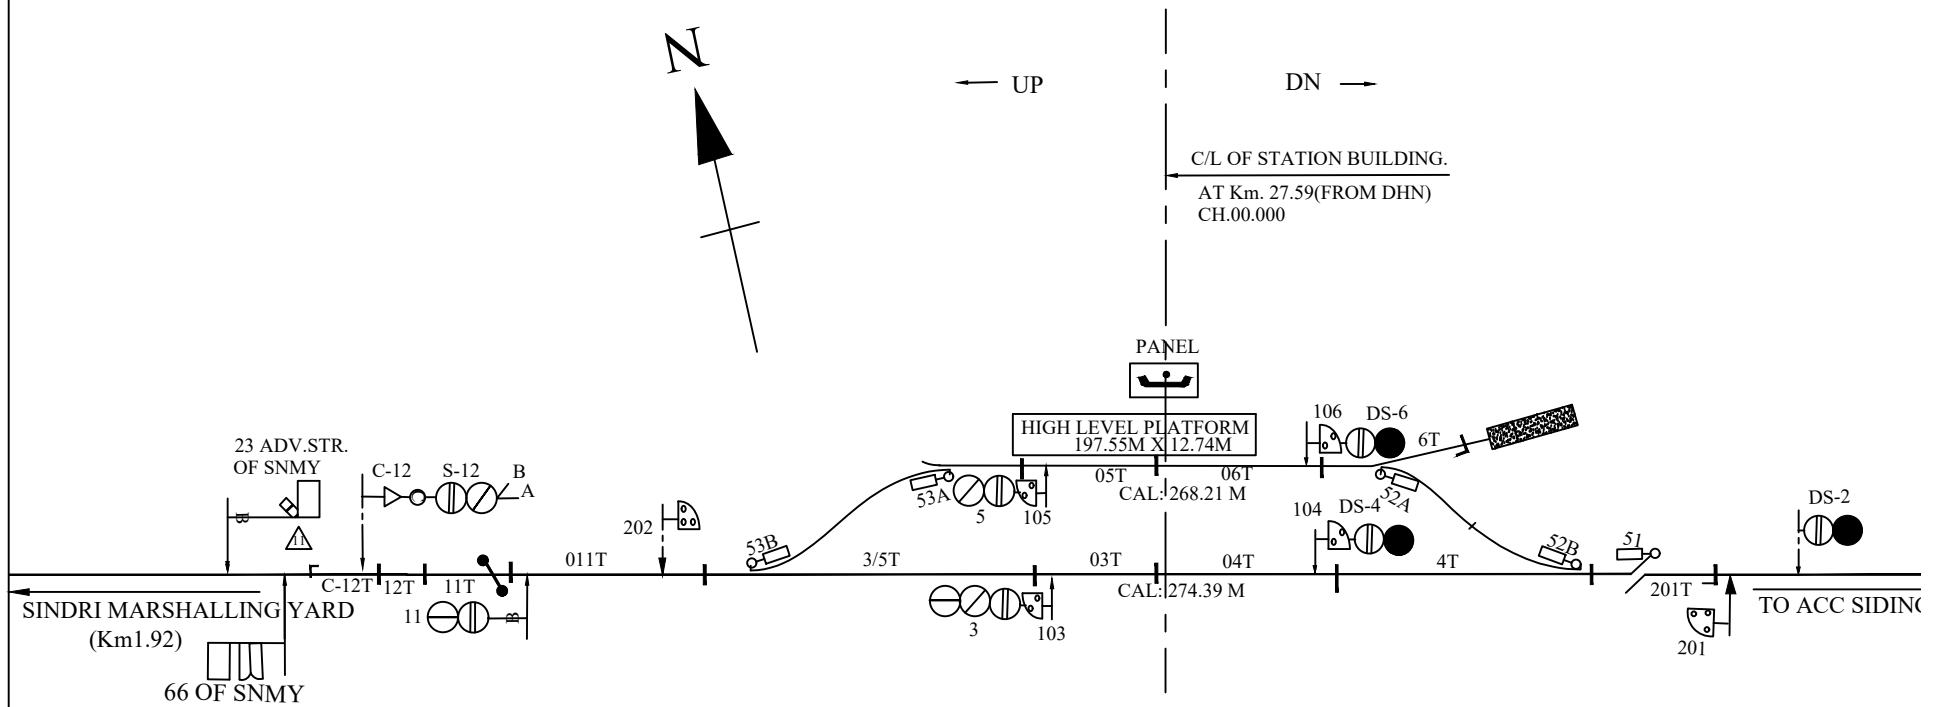 N
UP
DN
C/L OF STATION BUILDING.
AT Km. 27.59(FROM DHN)
CH.00.000
PANEL
HIGH LEVEL PLATFORM
197.55M X 12.74M
106
DS-6
6T
23 ADV.STR.
OF SNMY
C-12
S-12
B
A
05T
06T
53A
CAL: 268.21 M
52A
5
105
B
11
202
104
DS-4
DS-2
53B
52B
51
011T
3/5T
03T
04T
4T
C-12T
12T
11T
CAL: 274.39 M
201T
SINDRI MARSHALLING YARD
(Km1.92)
11
B
3
103
TO ACC SIDING
201
66 OF SNMY